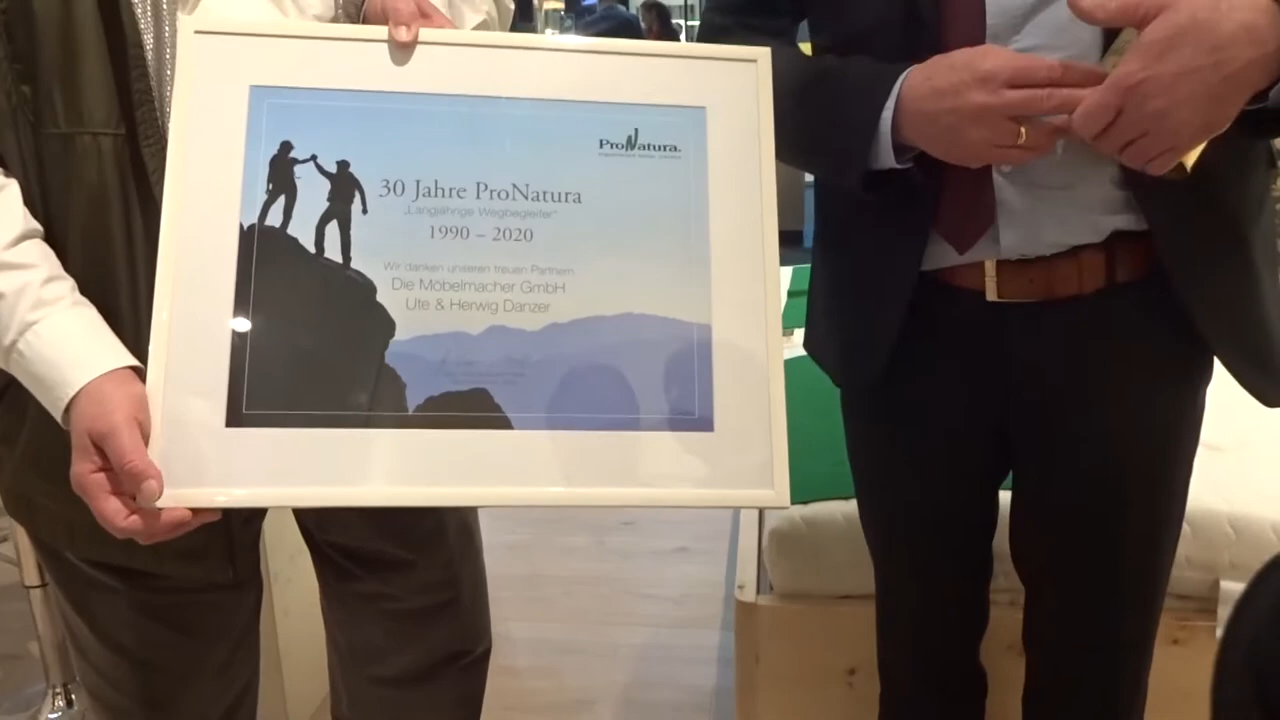 ProNatura.
30 Jahre ProNatura
„Langjährige Wegbegleiter“
1990 – 2020
Wir danken unseren treuen Partnern
Die Möbelmacher GmbH
Ute & Herwig Danzer